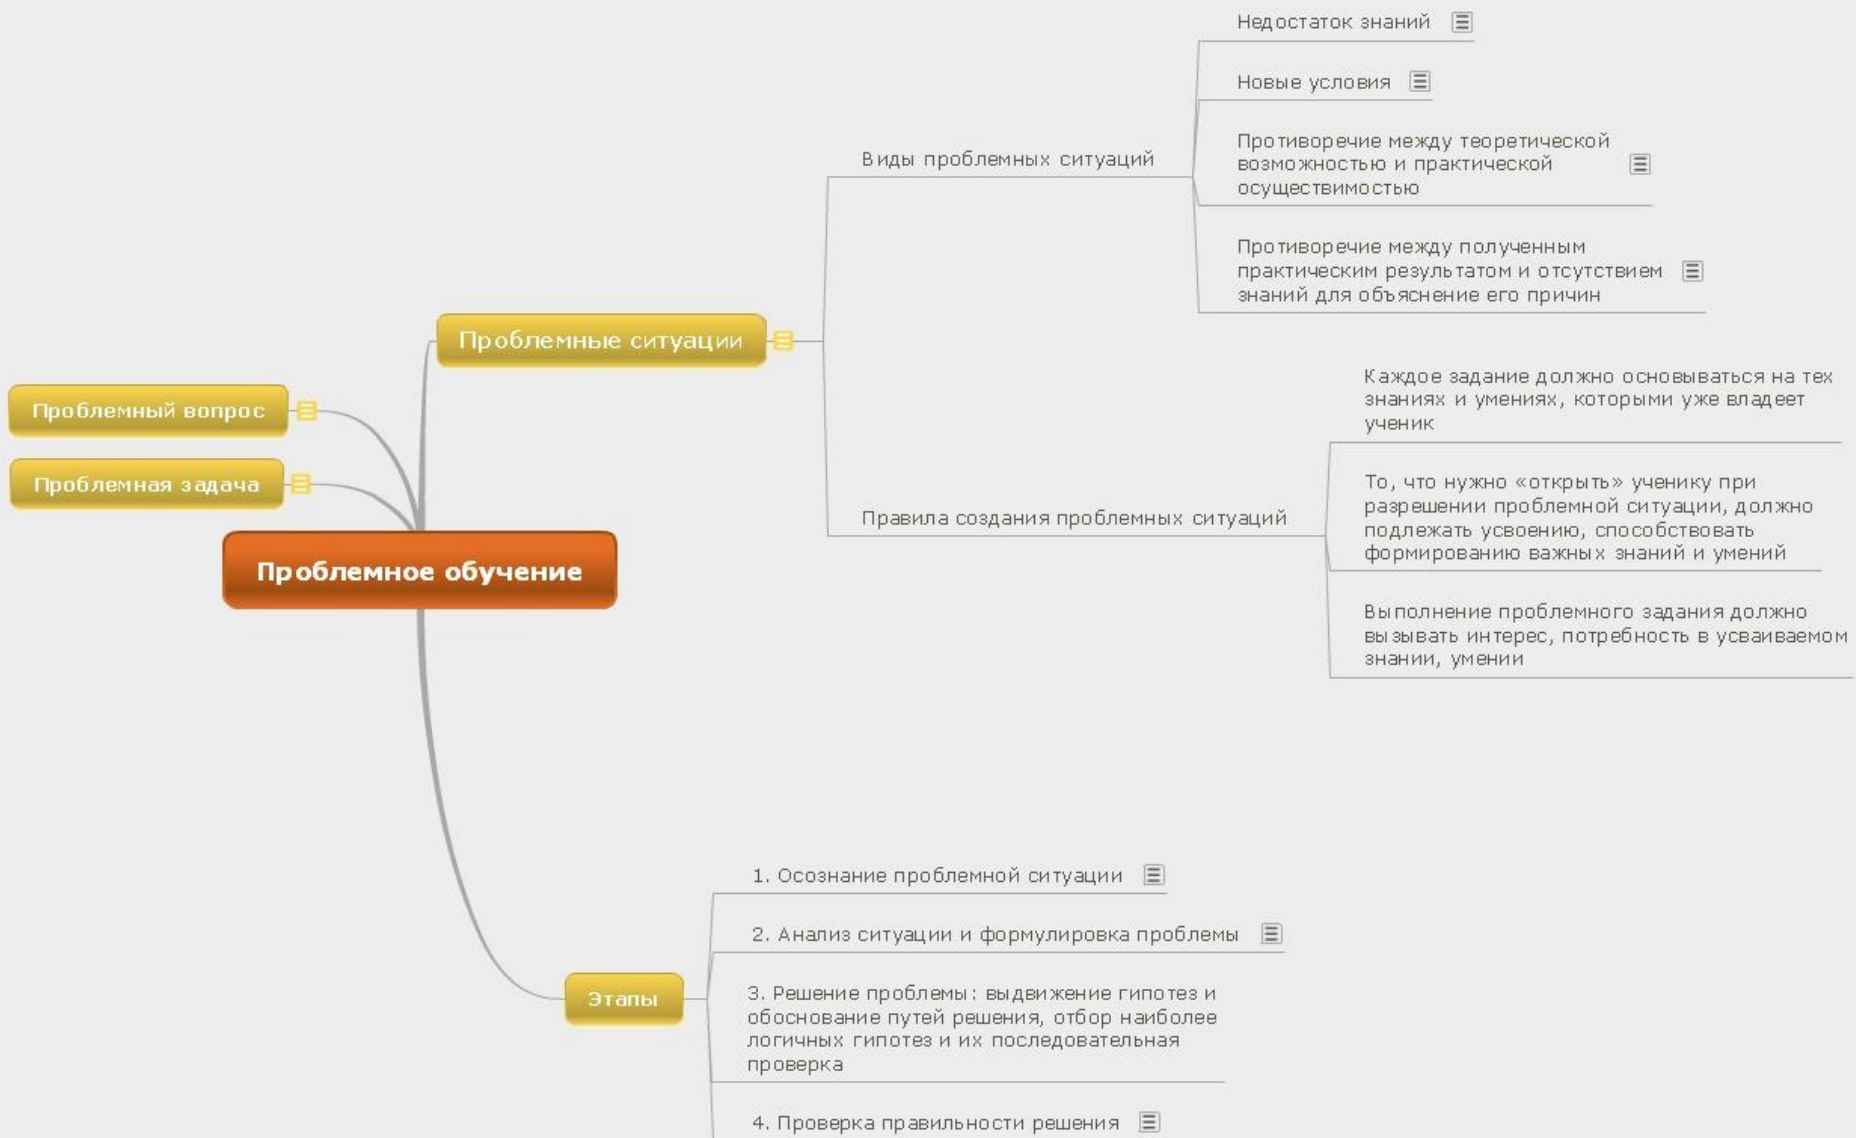 Недостаток знаний
Новые условия
Противоречие между теоретической
возможностью и практической
осуществимостью
Виды проблемных ситуаций
Противоречие между полученным
практическим результатом и отсутствием
знаний для объяснение его причин
Проблемные ситуации
Каждое задание должно основываться на тех
знаниях и умениях, которыми уже владеет
ученик
То, что нужно «открыть» ученику при
разрешении проблемной ситуации, должно
подлежать усвоению, способствовать
формированию важных знаний и умений
Правила создания проблемных ситуаций
Выполнение проблемного задания должно
вызывать интерес, потребность в усваиваемом
знании, умении
Проблемный вопрос
Проблемная задача
Проблемное обучение
1. Осознание проблемной ситуации
2. Анализ ситуации и формулировка проблемы
Этапы
3. Решение проблемы: выдвижение гипотез и
обоснование путей решения, отбор наиболее
логичных гипотез и их последовательная
проверка
4. Проверка правильности решения